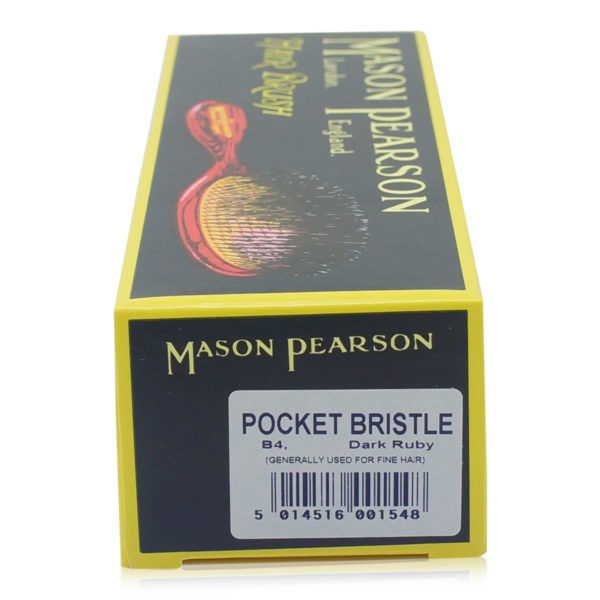 MASON PEARSON
London, England.
HAIR BRUSH
MASON PEARSON
POCKET BRISTLE
B4, Dark Ruby
(GENERALLY USED FOR FINE HAIR)
5 014516 001548